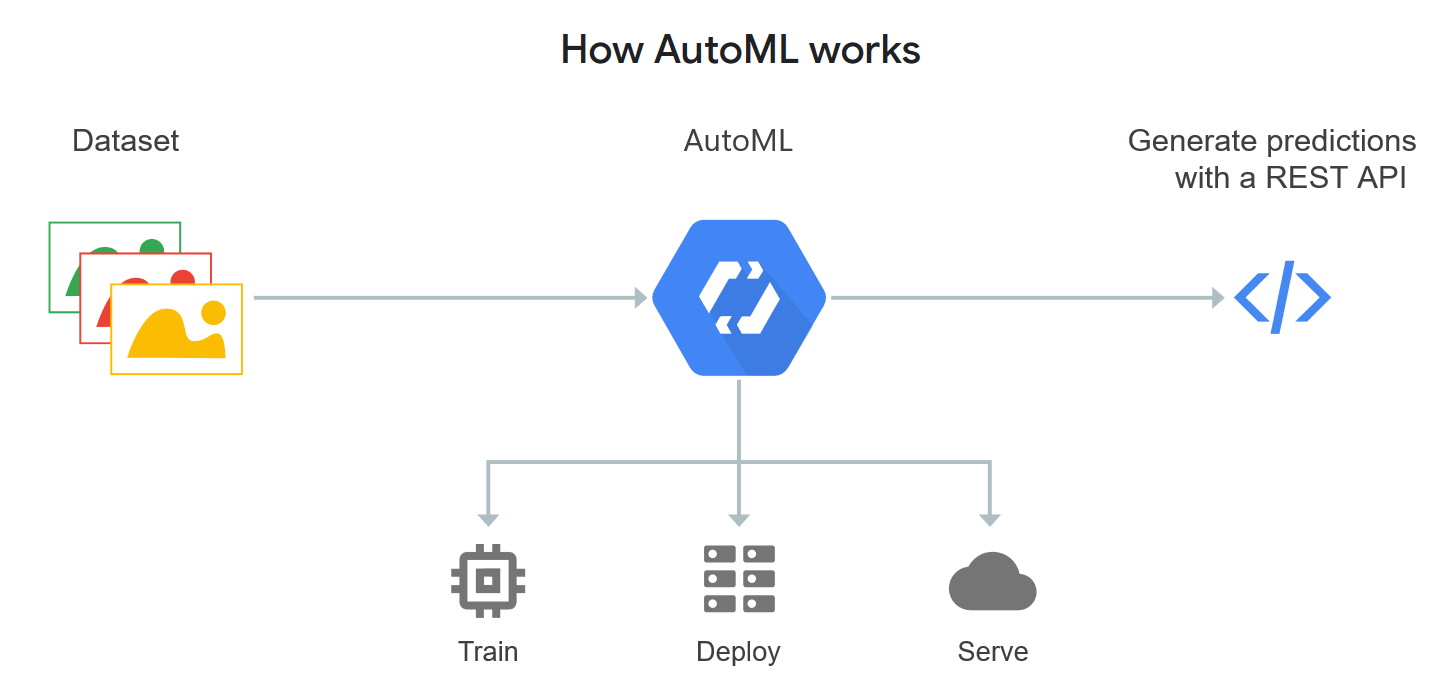 How AutoML works
Dataset
AutoML
Generate predictions
with a REST API
Train
Deploy
Serve